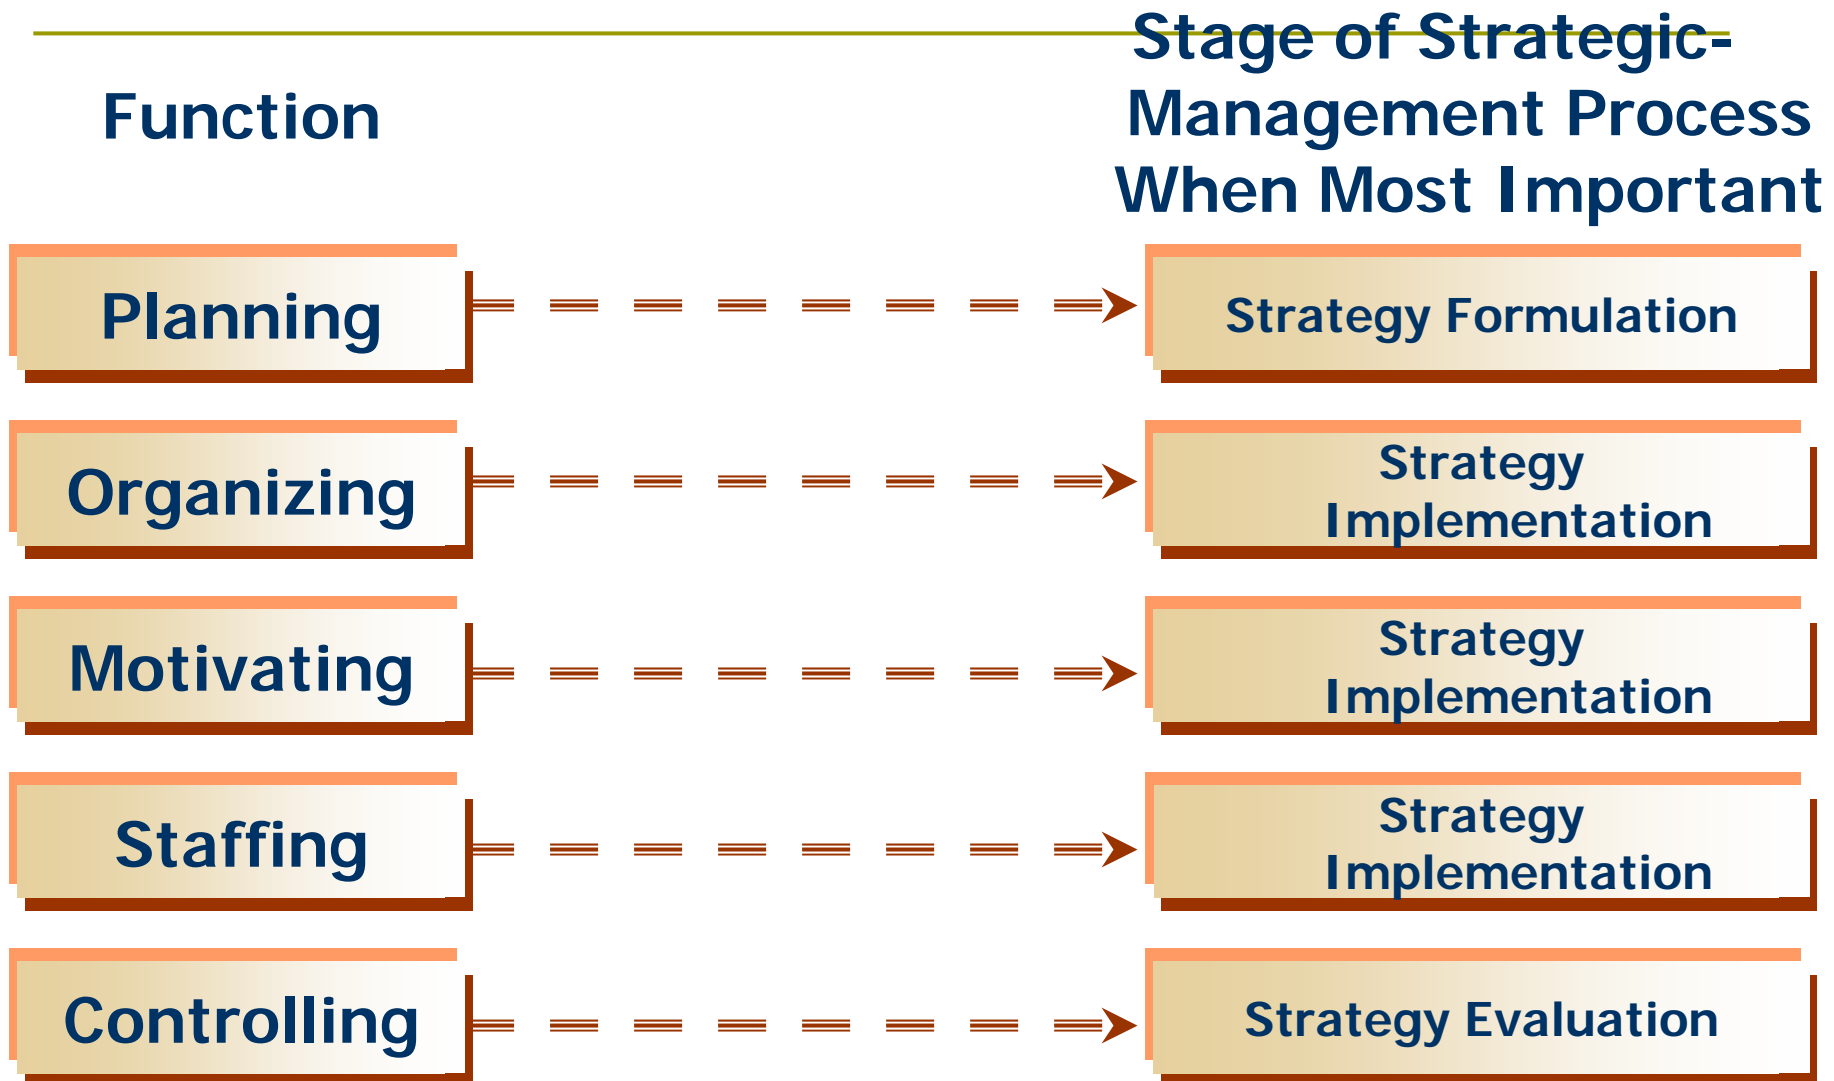 Function
Stage of Strategic-
Management Process
When Most Important
Planning
Strategy Formulation
Organizing
Strategy
Implementation
Motivating
Strategy
Implementation
Staffing
Strategy
Implementation
Controlling
Strategy Evaluation